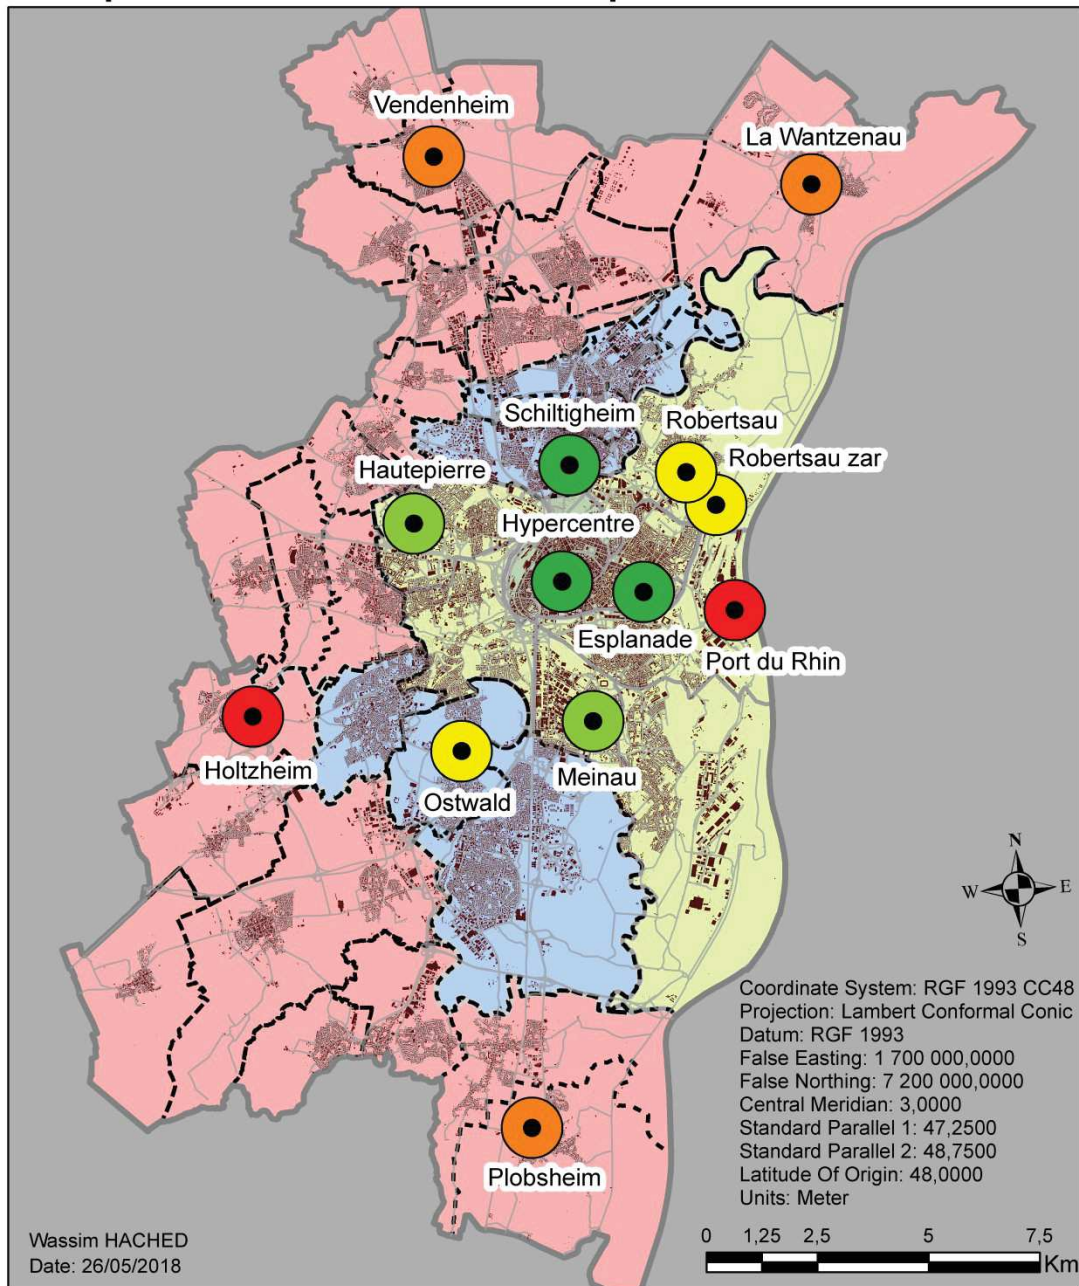 Vendenheim
La Wantzenau
Schiltigheim
Robertsau
Robertsau zar
Hautepierre
Hypercentre
Esplanade
Port du Rhin
Holtzheim
Ostwald
Meinau
N
W
E
S
Coordinate System: RGF 1993 CC48
Projection: Lambert Conformal Conic
Datum: RGF 1993
False Easting: 1 700 000,0000
False Northing: 7 200 000,0000
Central Meridian: 3,0000
Standard Parallel 1: 47,2500
Standard Parallel 2: 48,7500
Latitude Of Origin: 48,0000
Units: Meter
Plobsheim
Wassim HACHED
Date: 26/05/2018
0 1,25 2,5 5 7,5
Km